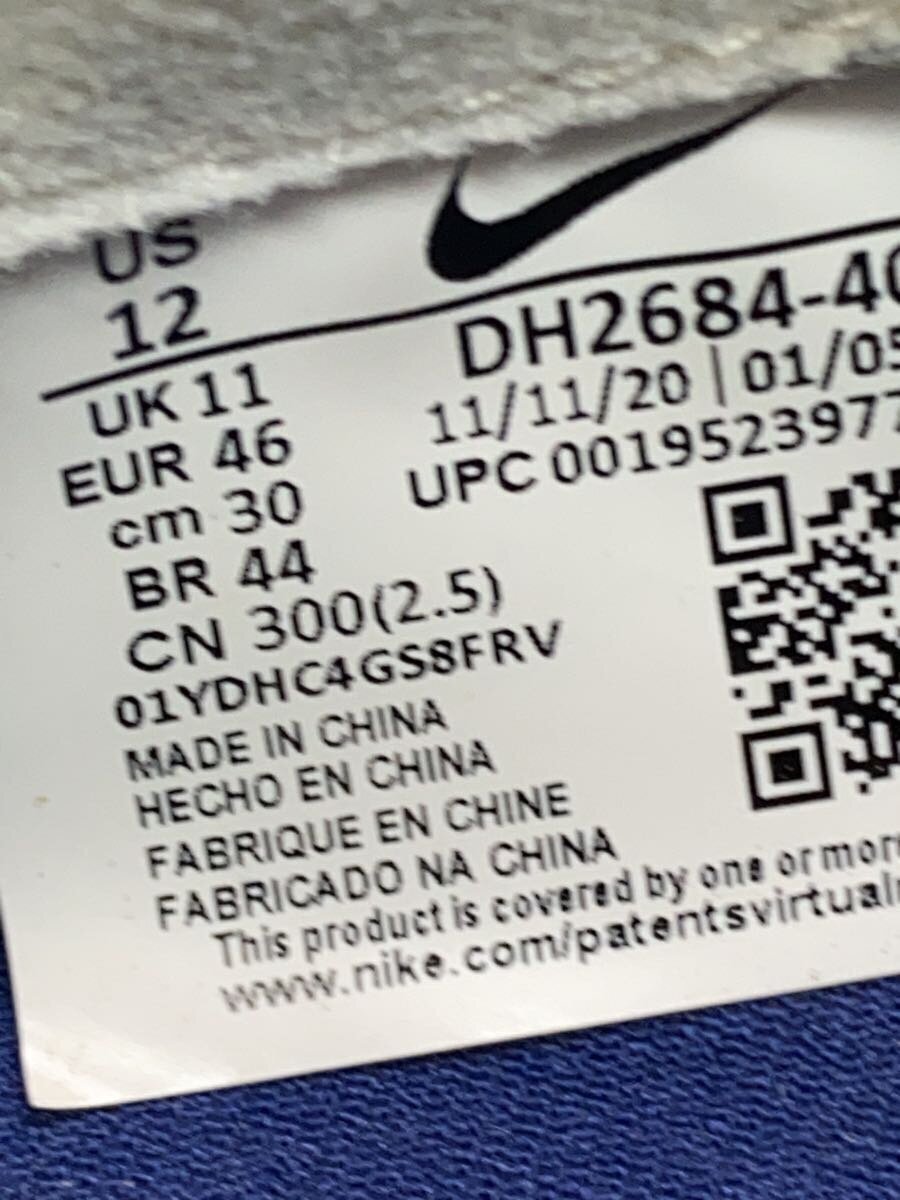 US
12
UK 11
EUR 46
cm 30
BR 44
CN 300(2.5)
01YDHC4GS8FRV
MADE IN CHINA
HECHO EN CHINA
FABRIQUE EN CHINE
FABRICADO NA CHINA
This product is covered by one or more
www.nike.com/patentsvirtual
DH2684-40
11/11/20 | 01/05
UPC 0019523977